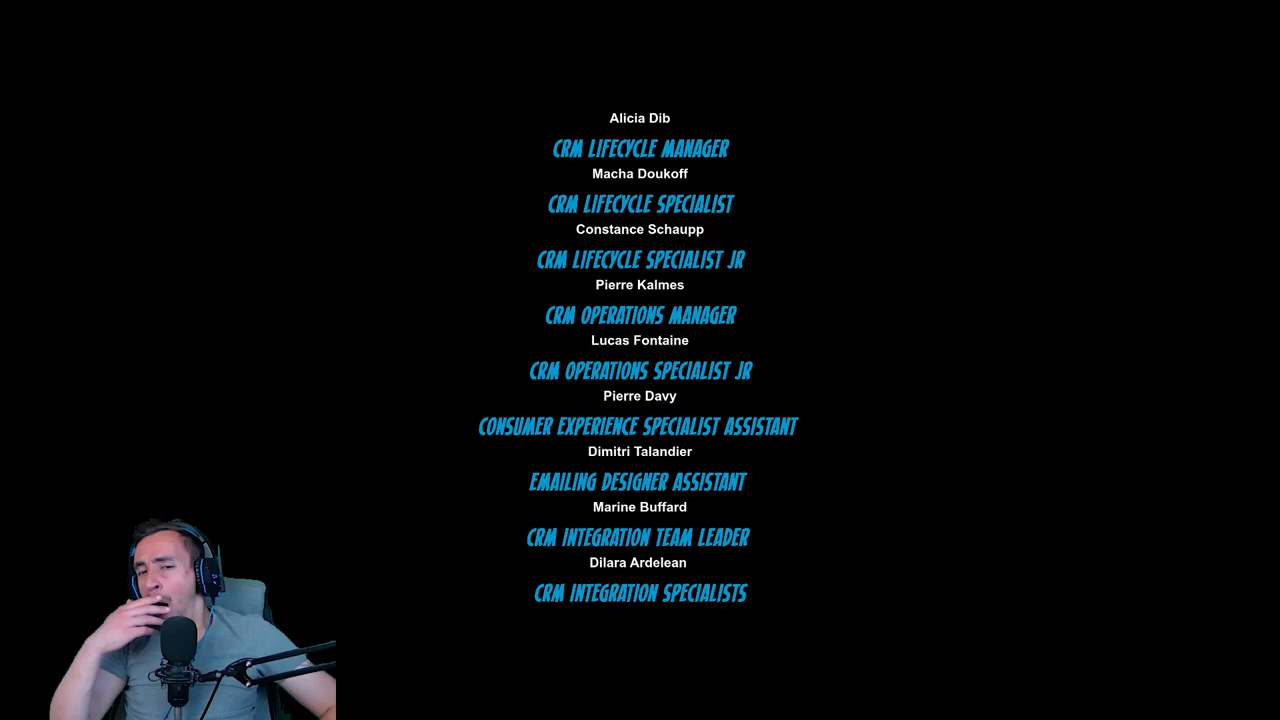 Alicia Dib
CRM LIFECYCLE MANAGER
Macha Doukoff
CRM LIFECYCLE SPECIALIST
Constance Schaupp
CRM LIFECYCLE SPECIALIST JR
Pierre Kalmes
CRM OPERATIONS MANAGER
Lucas Fontaine
CRM OPERATIONS SPECIALIST JR
Pierre Davy
CONSUMER EXPERIENCE SPECIALIST ASSISTANT
Dimitri Talandier
EMAILING DESIGNER ASSISTANT
Marine Buffard
CRM INTEGRATION TEAM LEADER
Dilara Ardelean
CRM INTEGRATION SPECIALISTS